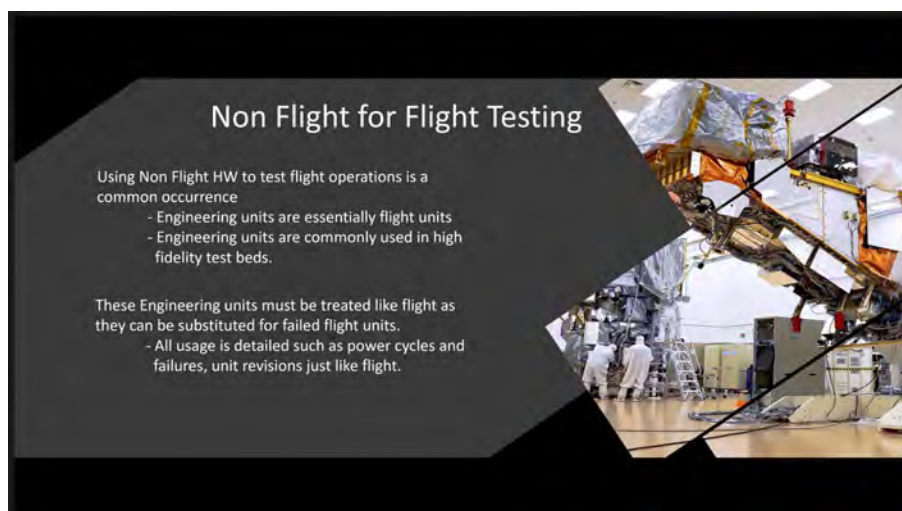 Non Flight for Flight Testing
Using Non Flight HW to test flight operations is a
common occurrence
- Engineering units are essentially flight units
- Engineering units are commonly used in high
fidelity test beds.
These Engineering units must be treated like flight as
they can be substituted for failed flight units.
- All usage is detailed such as power cycles and
failures, unit revisions just like flight.